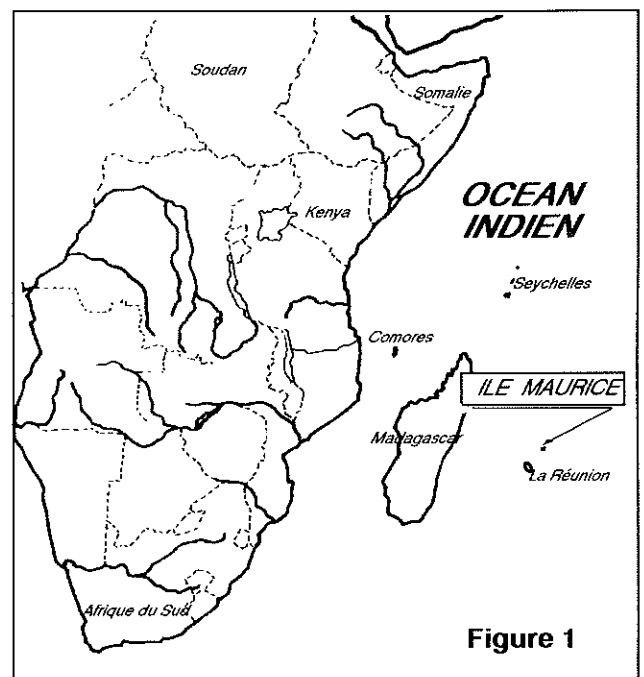 Soudan
Somalie
OCEAN
INDIEN
Kenya
Seychelles
Comores
ILE MAURICE
Madagascar
La Réunion
Afrique du Sud
Figure 1